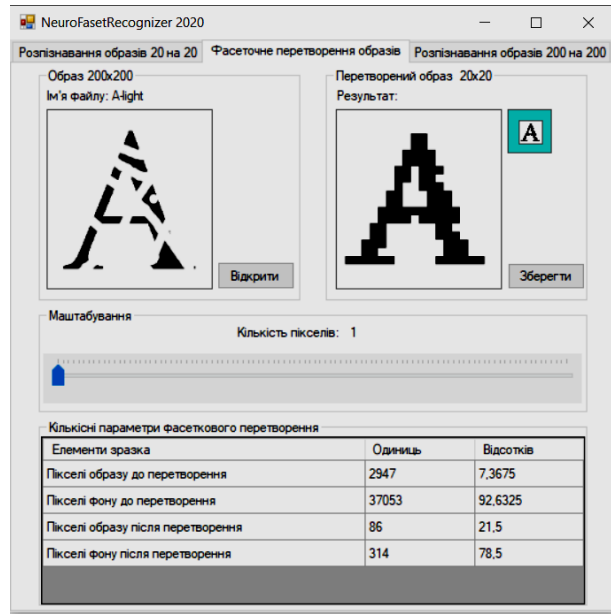 NeuroFasetRecognizer 2020
Розпізнавання образів 20 на 20 Фасеточне перетворення образів Розпізнавання образів 200 на 200
Образ 200x200 Перетворений образ 20x20
Ім'я файлу: A-light Результат:
A
Відкрити Зберегти
Маштабування
Кількість пікселів: 1
Кількісні параметри фасеткового перетворення
Елементи зразка Одиниць Відсотків
Пікселі образу до перетворення 2947 7,3675
Пікселі фону до перетворення 37053 92,6325
Пікселі образу після перетворення 86 21,5
Пікселі фону після перетворення 314 78,5